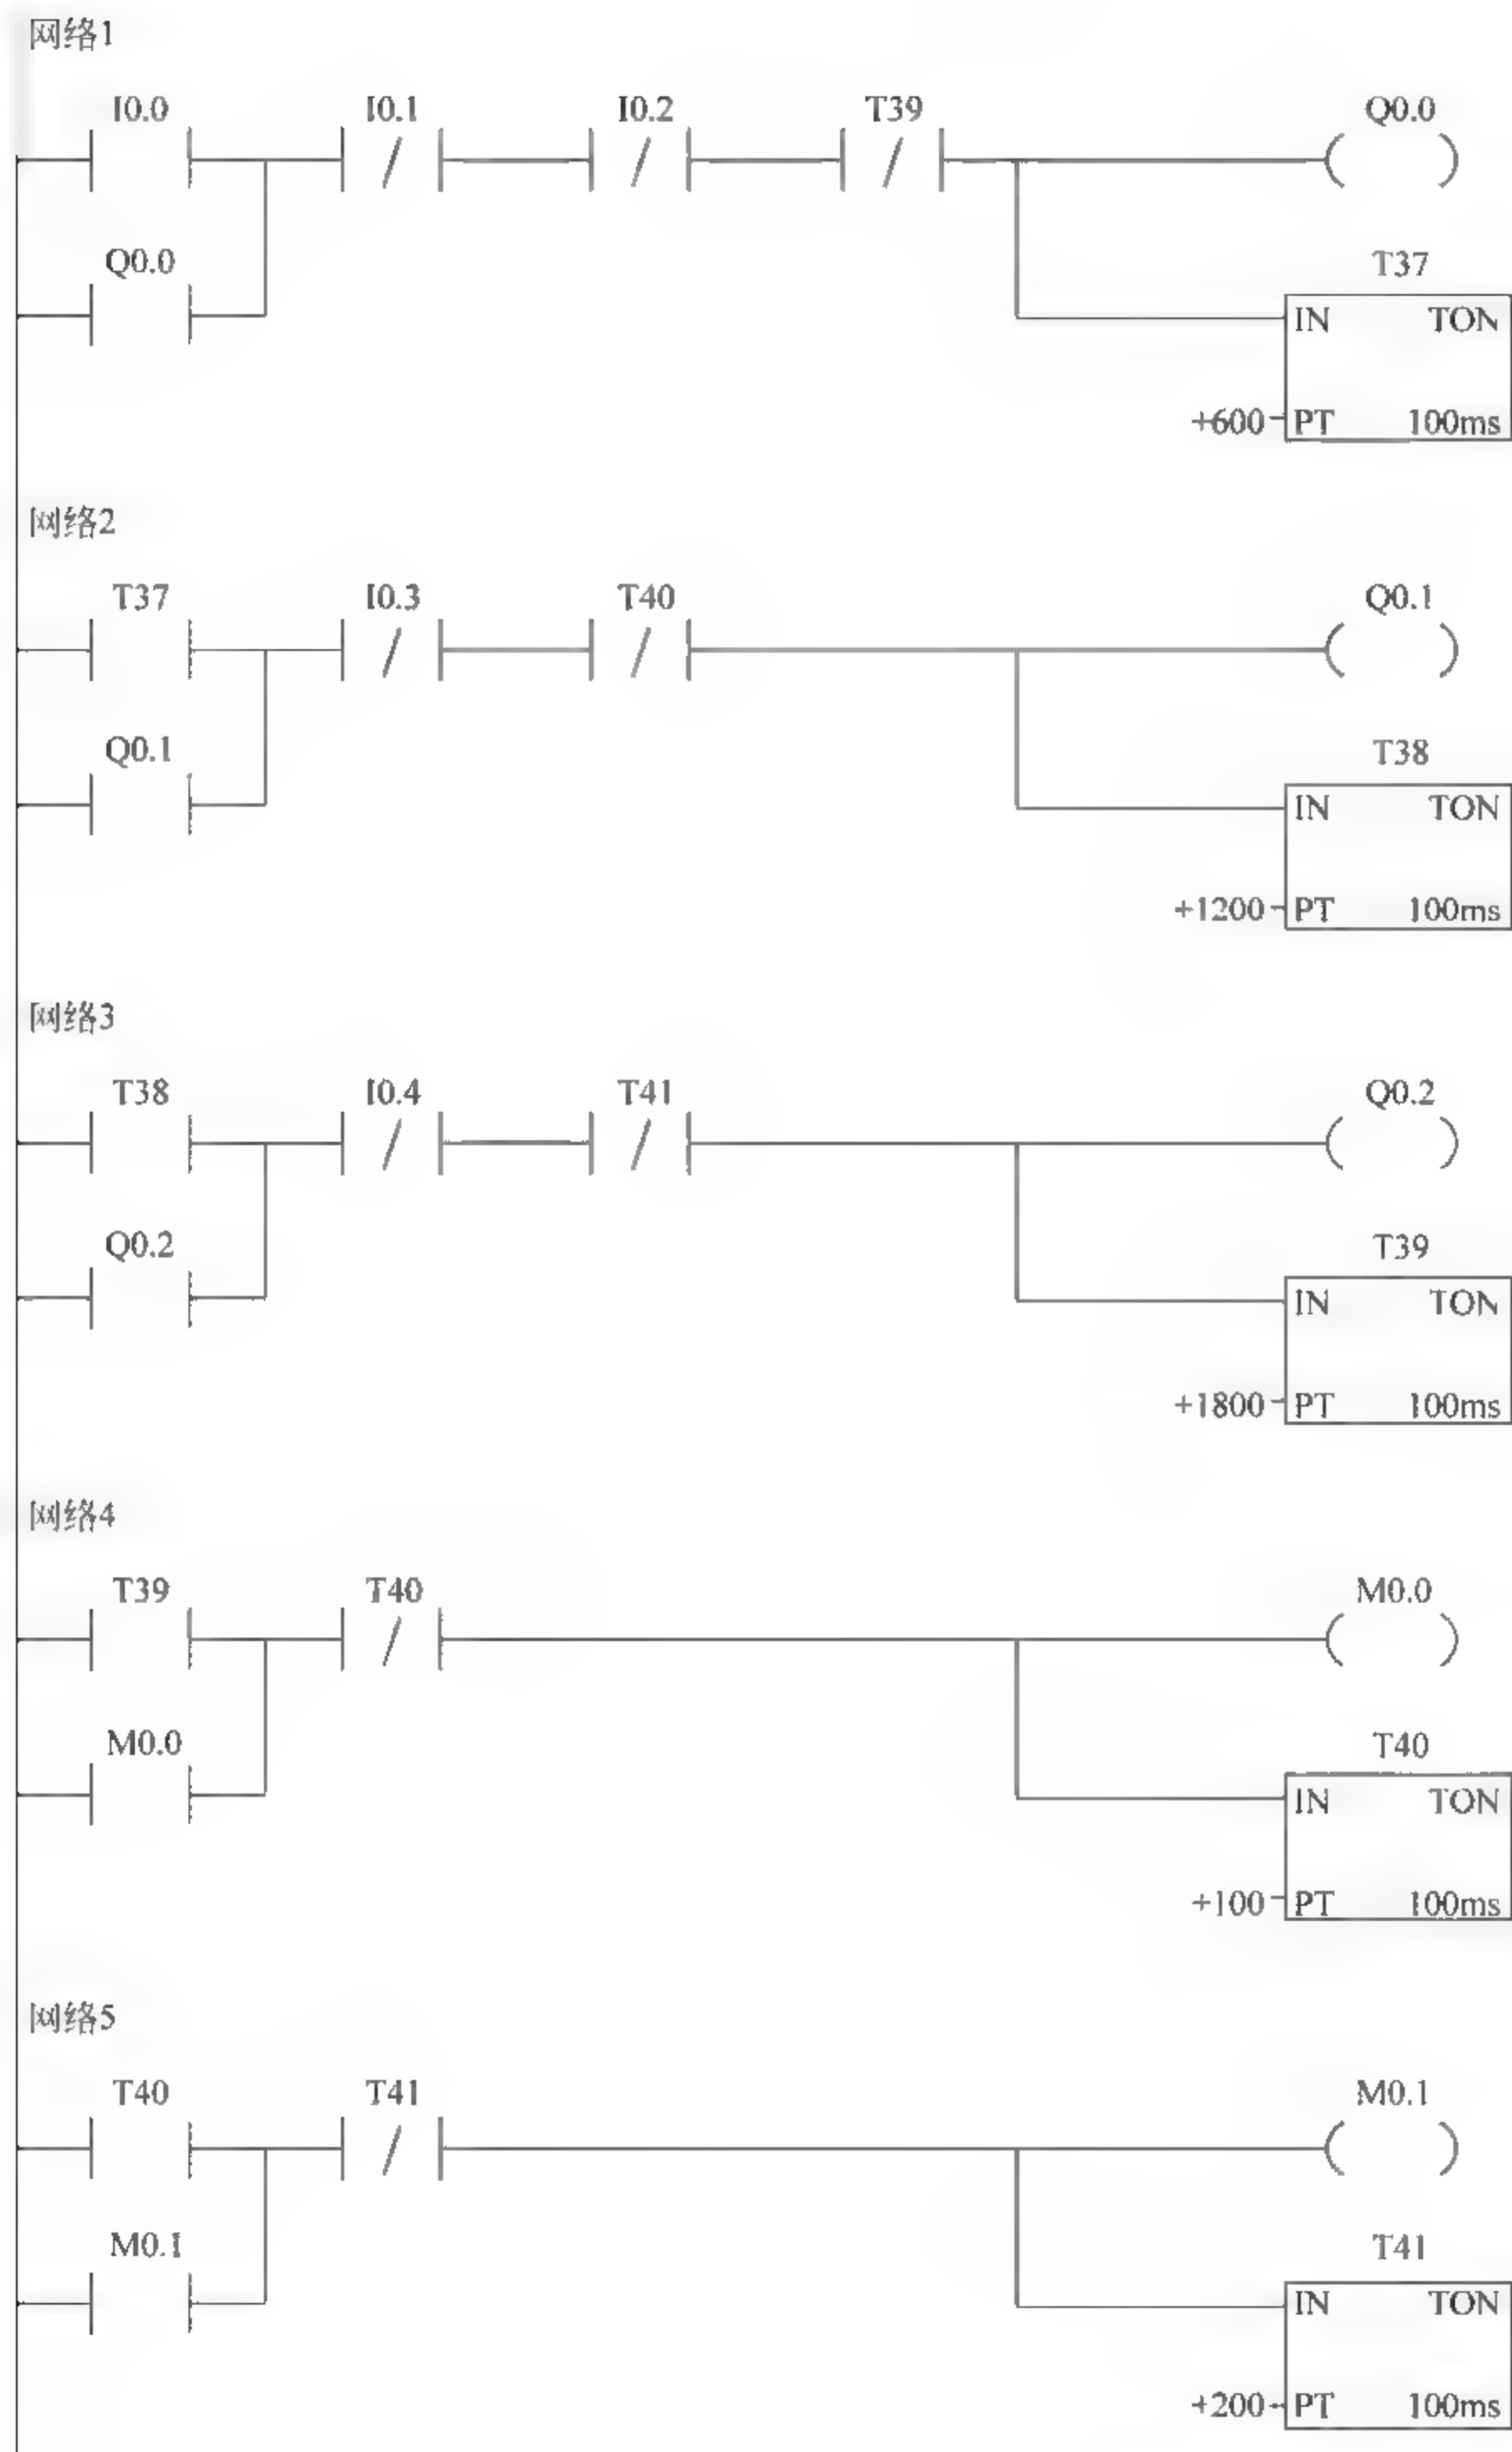 网络1
I0.0 I0.1 I0.2 T39 Q0.0
Q0.0 T37
IN TON
+600 PT 100ms
网络2
T37 I0.3 T40 Q0.1
Q0.1 T38
IN TON
+1200 PT 100ms
网络3
T38 I0.4 T41 Q0.2
Q0.2 T39
IN TON
+1800 PT 100ms
网络4
T39 T40 M0.0
M0.0 T40
IN TON
+100 PT 100ms
网络5
T40 T41 M0.1
M0.1 T41
IN TON
+200 PT 100ms